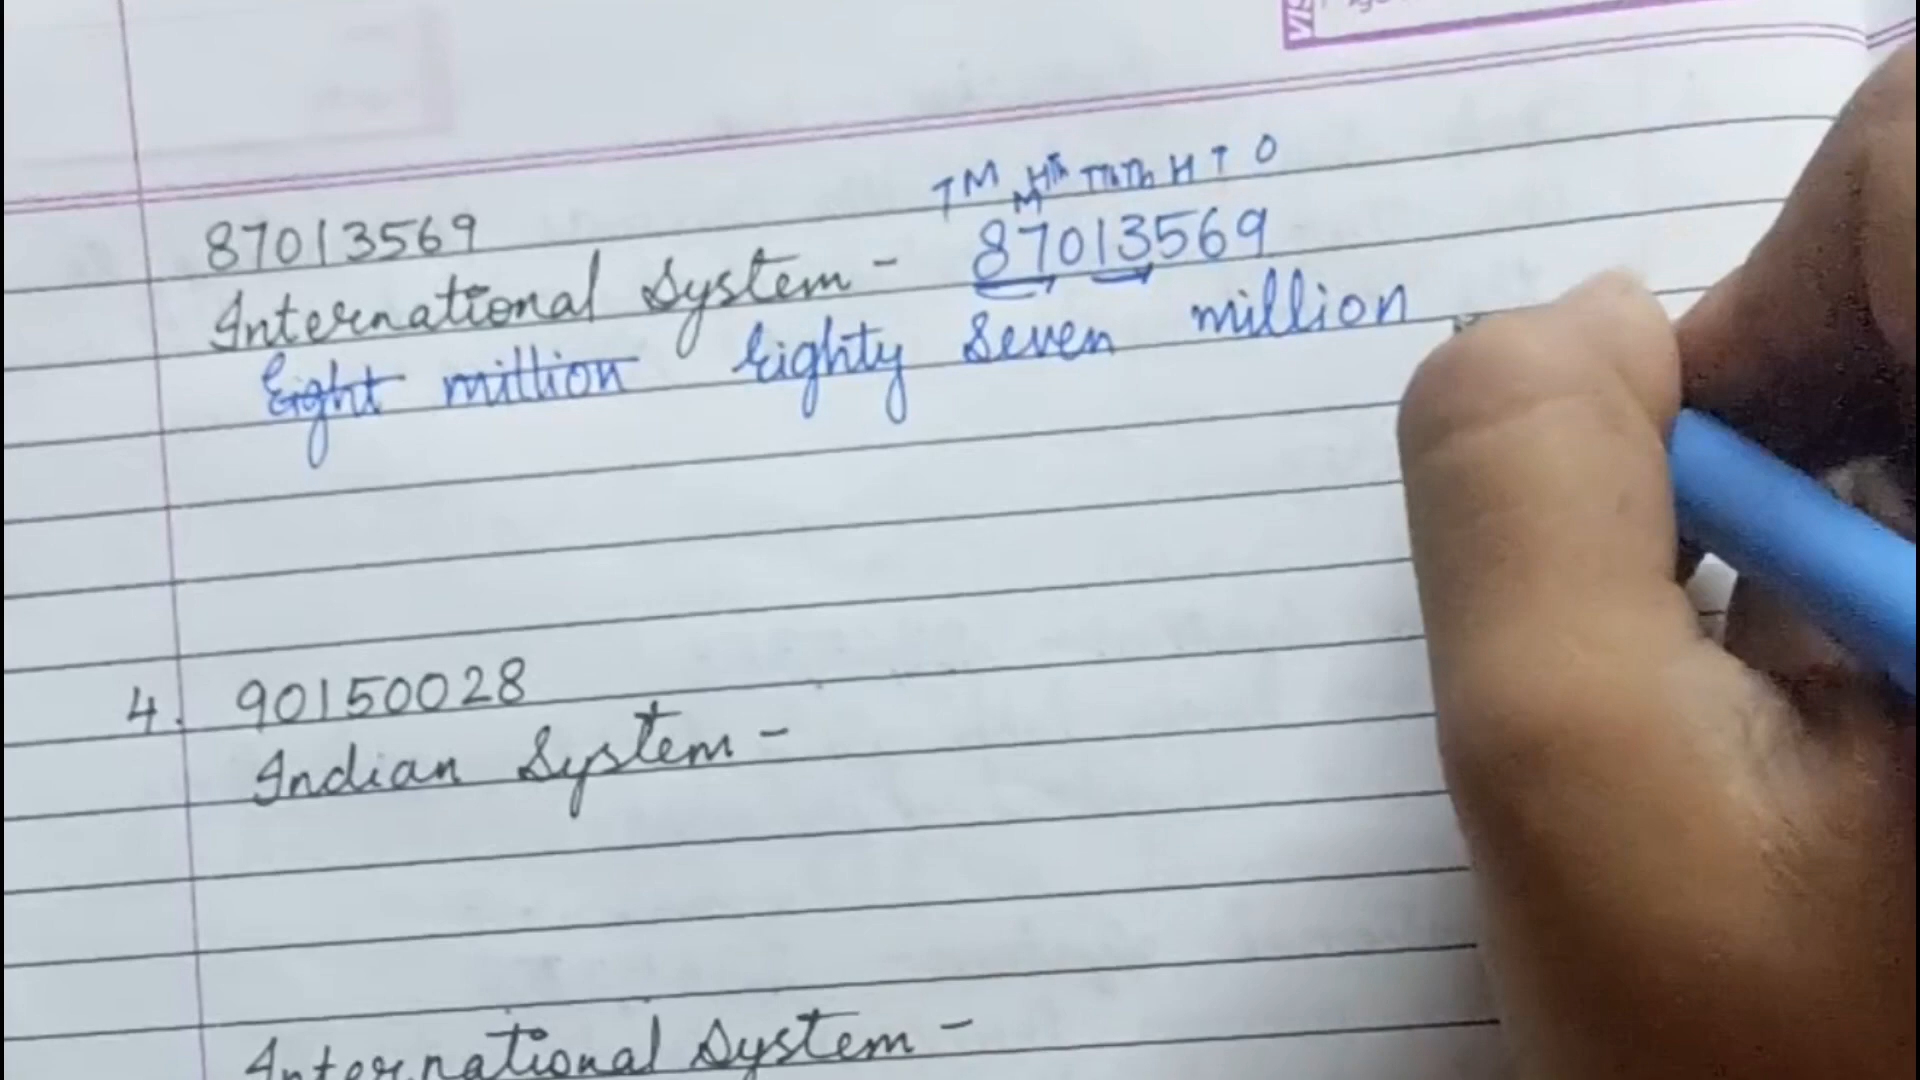 TM M HTh TTh Th H T O
87013569
International System - 87013569
Eight million Eighty Seven million
4. 90150028
Indian System -
International System -